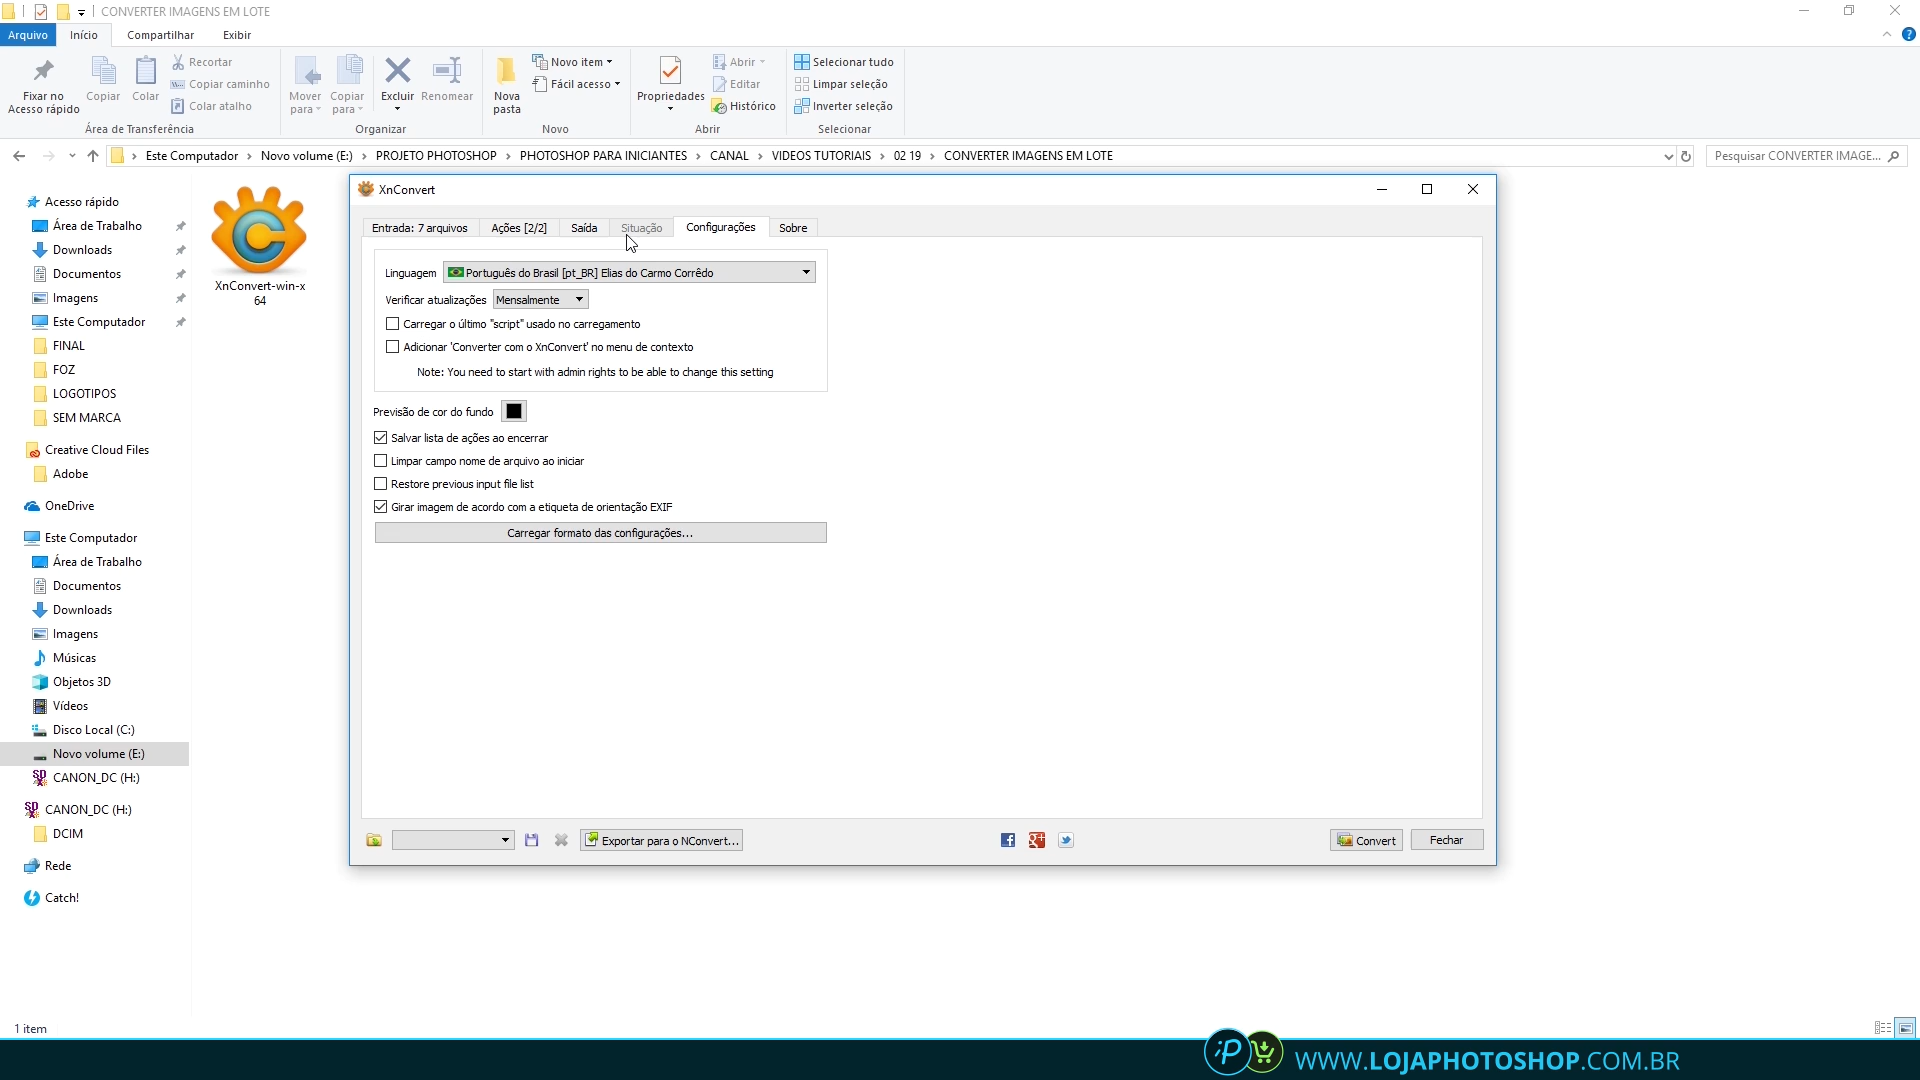 CONVERTER IMAGENS EM LOTE
Arquivo
Início
Compartilhar
Exibir
Fixar no
Acesso rápido
Copiar
Colar
Recortar
Copiar caminho
Colar atalho
Área de Transferência
Mover
para
Copiar
para
Excluir
Renomear
Organizar
Nova
pasta
Novo item
Fácil acesso
Novo
Propriedades
Abrir
Editar
Histórico
Abrir
Selecionar tudo
Limpar seleção
Inverter seleção
Selecionar
Este Computador
Novo volume (E:)
PROJETO PHOTOSHOP
PHOTOSHOP PARA INICIANTES
CANAL
VIDEOS TUTORIAIS
02 19
CONVERTER IMAGENS EM LOTE
Pesquisar CONVERTER IMAGE...
Acesso rápido
Área de Trabalho
Downloads
Documentos
Imagens
Este Computador
FINAL
FOZ
LOGOTIPOS
SEM MARCA
Creative Cloud Files
Adobe
OneDrive
Este Computador
Área de Trabalho
Documentos
Downloads
Imagens
Músicas
Objetos 3D
Vídeos
Disco Local (C:)
Novo volume (E:)
CANON_DC (H:)
CANON_DC (H:)
DCIM
Rede
Catch!
XnConvert-win-x
64
XnConvert
Entrada: 7 arquivos
Ações [2/2]
Saída
Situação
Configurações
Sobre
Linguagem
Português do Brasil [pt_BR] Elias do Carmo Corrêdo
Verificar atualizações
Mensalmente
Carregar o último "script" usado no carregamento
Adicionar 'Converter com o XnConvert' no menu de contexto
Note: You need to start with admin rights to be able to change this setting
Previsão de cor do fundo
Salvar lista de ações ao encerrar
Limpar campo nome de arquivo ao iniciar
Restore previous input file list
Girar imagem de acordo com a etiqueta de orientação EXIF
Carregar formato das configurações...
Exportar para o NConvert...
Convert
Fechar
1 item
iP
WWW.LOJAPHOTOSHOP.COM.BR